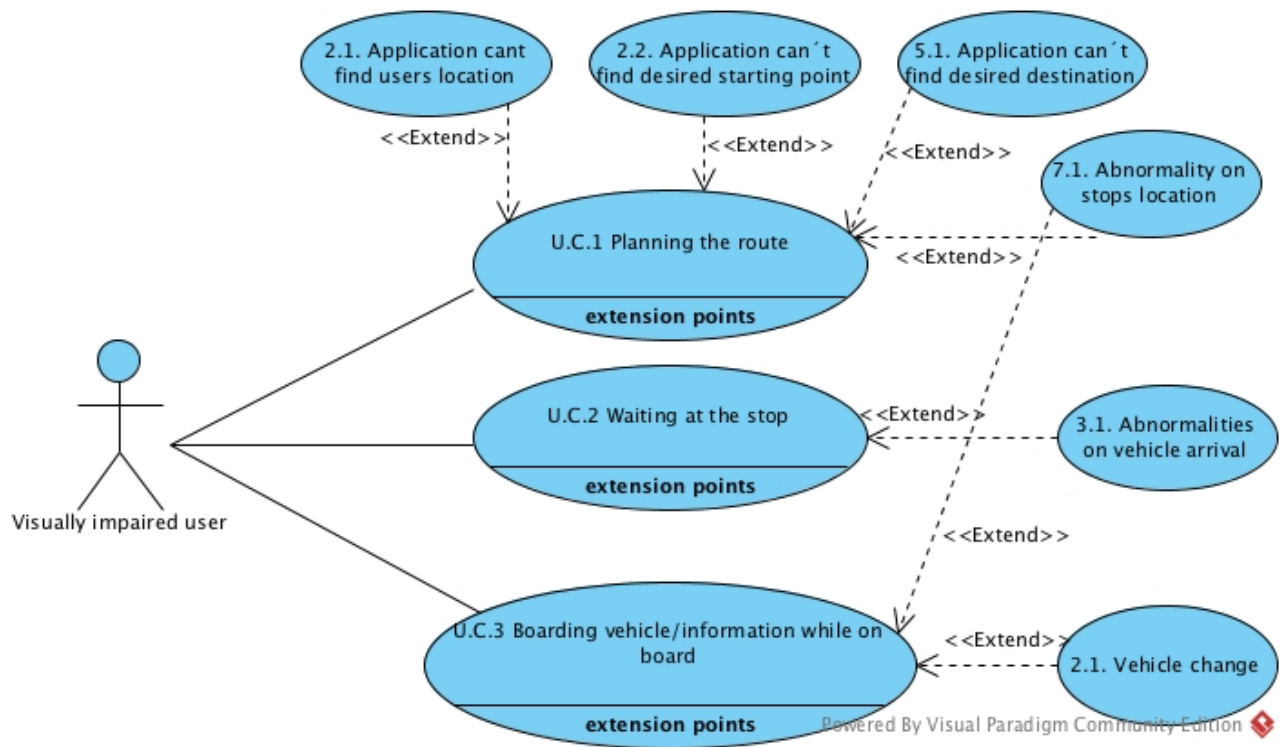 2.1. Application cant
find users location
2.2. Application can´t
find desired starting point
5.1. Application can´t
find desired destination
<<Extend>>
<<Extend>>
<<Extend>>
7.1. Abnormality on
stops location
U.C.1 Planning the route
<<Extend>>
extension points
U.C.2 Waiting at the stop
<<Extend>>
3.1. Abnormalities
on vehicle arrival
extension points
Visually impaired user
<<Extend>>
U.C.3 Boarding vehicle/information while on
board
<<Extend>>
2.1. Vehicle change
extension points
Powered By Visual Paradigm Community Edition